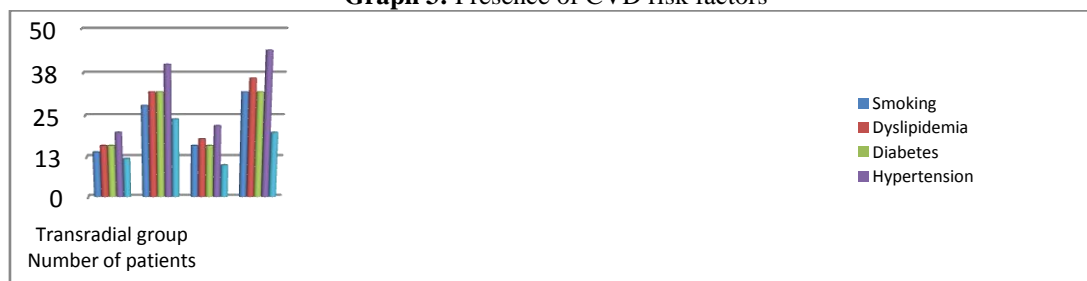 Graph 3: Presence of CVD risk factors
50
38
25
13
0
Transradial group
Number of patients
Smoking
Dyslipidemia
Diabetes
Hypertension